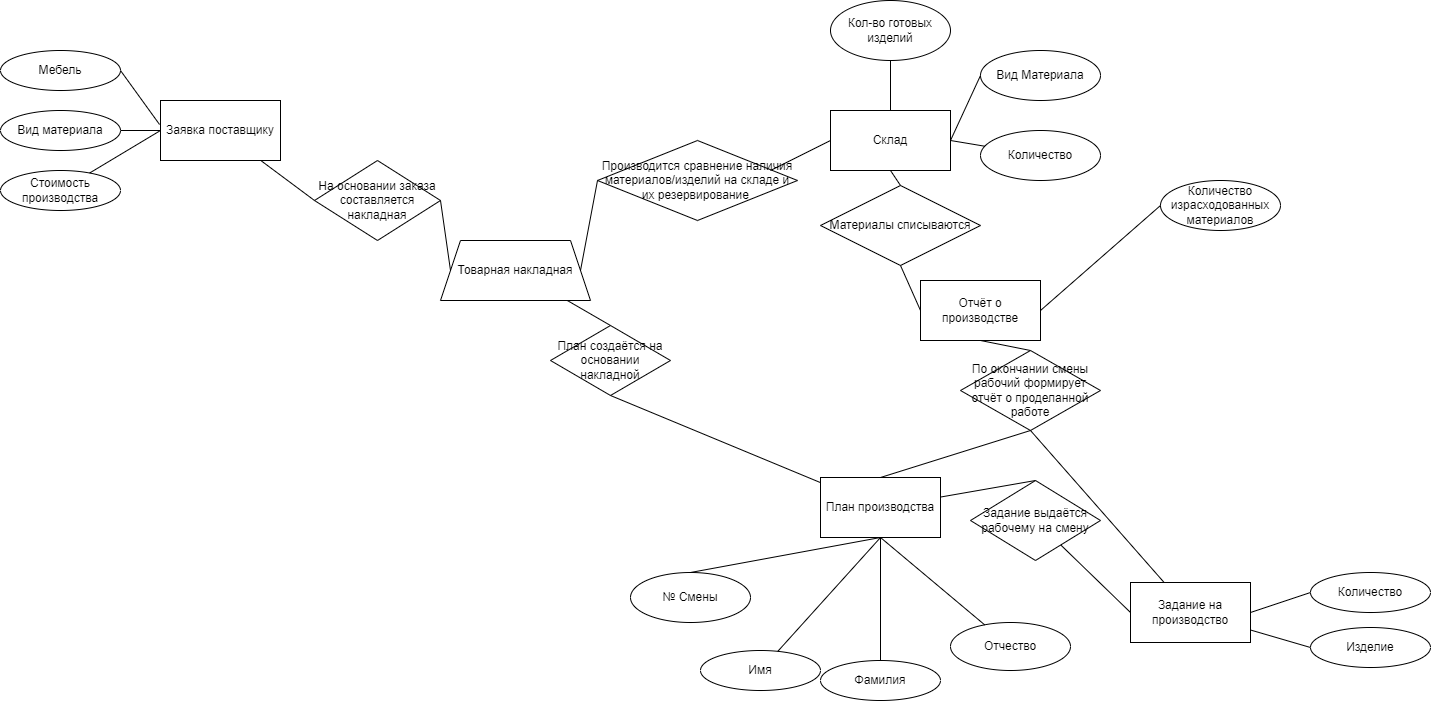 Кол-во готовых
изделий
Мебель
Вид Материала
Вид материала
Заявка поставщику
Склад
Количество
Стоимость
производства
На основании заказа
составляется
накладная
Производится сравнение наличия
материалов/изделий на складе и
их резервирование
Количество
израсходованных
материалов
Материалы списываются
Товарная накладная
Отчёт о
производстве
План создаётся на
основании
накладной
По окончании смены
рабочий формирует
отчёт о проделанной
работе
План производства
Задание выдаётся
рабочему на смену
№ Смены
Имя
Фамилия
Отчество
Задание на
производство
Количество
Изделие